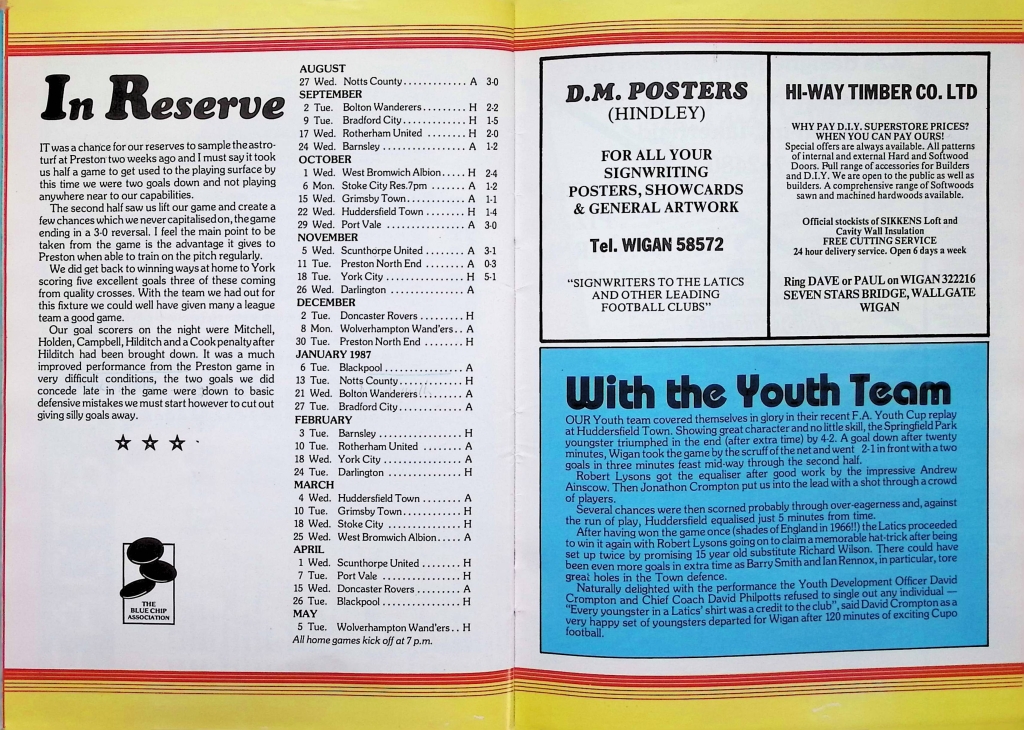 In Reserve
IT was a chance for our reserves to sample the astro-
turf at Preston two weeks ago and I must say it took
us half a game to get used to the playing surface by
this time we were two goals down and not playing
anywhere near to our capabilities.
The second half saw us lift our game and create a
few chances which we never capitalised on, the game
ending in a 3-0 reversal. I feel the main point to be
taken from the game is the advantage it gives to
Preston when able to train on the pitch regularly.
We did get back to winning ways at home to York
scoring five excellent goals three of these coming
from quality crosses. With the team we had out for
this fixture we could well have given many a league
team a good game.
Our goal scorers on the night were Mitchell,
Holden, Campbell, Hilditch and a Cook penalty after
Hilditch had been brought down. It was a much
improved performance from the Preston game in
very difficult conditions, the two goals we did
concede late in the game were down to basic
defensive mistakes we must start however to cut out
giving silly goals away.
THE
BLUE CHIP
ASSOCIATION
AUGUST
27 Wed. Notts County............. A 3-0
SEPTEMBER
2 Tue. Bolton Wanderers......... H 2-2
9 Tue. Bradford City............. H 1-5
17 Wed. Rotherham United ........ H 2-0
24 Wed. Barnsley ................ A 1-2
OCTOBER
1 Wed. West Bromwich Albion..... H 2-4
6 Mon. Stoke City Res. 7pm ...... A 1-2
15 Wed. Grimsby Town............ A 1-1
22 Wed. Huddersfield Town ........ H 1-4
29 Wed. Port Vale ................ A 3-0
NOVEMBER
5 Wed. Scunthorpe United ........ A 3-1
11 Tue. Preston North End ........ A 0-3
18 Tue. York City ................ H 5-1
26 Wed. Darlington ............... A
DECEMBER
2 Tue. Doncaster Rovers ......... H
8 Mon. Wolverhampton Wand'ers.. A
30 Tue. Preston North End ........ H
JANUARY 1987
6 Tue. Blackpool ................ A
13 Tue. Notts County............. H
21 Wed. Bolton Wanderers......... A
27 Tue. Bradford City............. A
FEBRUARY
3 Tue. Barnsley ................ H
10 Tue. Rotherham United ........ A
18 Wed. York City ................ A
24 Tue. Darlington ............... H
MARCH
4 Wed. Huddersfield Town ........ A
10 Tue. Grimsby Town............ H
18 Wed. Stoke City ............... H
25 Wed. West Bromwich Albion..... A
APRIL
1 Wed. Scunthorpe United ........ H
7 Tue. Port Vale ................ H
15 Wed. Doncaster Rovers ......... A
26 Tue. Blackpool ................ H
MAY
5 Tue. Wolverhampton Wand'ers.. H
All home games kick off at 7 p.m.
D.M. POSTERS
(HINDLEY)
FOR ALL YOUR
SIGNWRITING
POSTERS, SHOWCARDS
& GENERAL ARTWORK
Tel. WIGAN 58572
"SIGNWRITERS TO THE LATICS
AND OTHER LEADING
FOOTBALL CLUBS"
HI-WAY TIMBER CO. LTD
WHY PAY D.I.Y. SUPERSTORE PRICES?
WHEN YOU CAN PAY OURS!
Special offers are always available. All patterns
of internal and external Hard and Softwood
Doors. Full range of accessories for Builders
and D.I.Y. We are open to the public as well as
builders. A comprehensive range of Softwoods
sawn and machined hardwoods available.
Official stockists of SIKKENS Loft and
Cavity Wall Insulation
FREE CUTTING SERVICE
24 hour delivery service. Open 6 days a week
Ring DAVE or PAUL on WIGAN 322216
SEVEN STARS BRIDGE, WALLGATE
WIGAN
With the Youth Team
OUR Youth team covered themselves in glory in their recent F.A. Youth Cup replay
at Huddersfield Town. Showing great character and no little skill, the Springfield Park
youngster triumphed in the end (after extra time) by 4-2. A goal down after twenty
minutes, Wigan took the game by the scruff of the net and went 2-1 in front with a two
goals in three minutes feast mid-way through the second half.
Robert Lysons got the equaliser after good work by the impressive Andrew
Ainscow. Then Jonathon Crompton put us into the lead with a shot through a crowd
of players.
Several chances were then scorned probably through over-eagerness and, against
the run of play, Huddersfield equalised just 5 minutes from time.
After having won the game once (shades of England in 1966!!) the Latics proceeded
to win it again with Robert Lysons going on to claim a memorable hat-trick after being
set up twice by promising 15 year old substitute Richard Wilson. There could have
been even more goals in extra time as Barry Smith and Ian Rennox, in particular, tore
great holes in the Town defence.
Naturally delighted with the performance the Youth Development Officer David
Crompton and Chief Coach David Philpotts refused to single out any individual —
"Every youngster in a Latics' shirt was a credit to the club", said David Crompton as a
very happy set of youngsters departed for Wigan after 120 minutes of exciting Cupo
football.